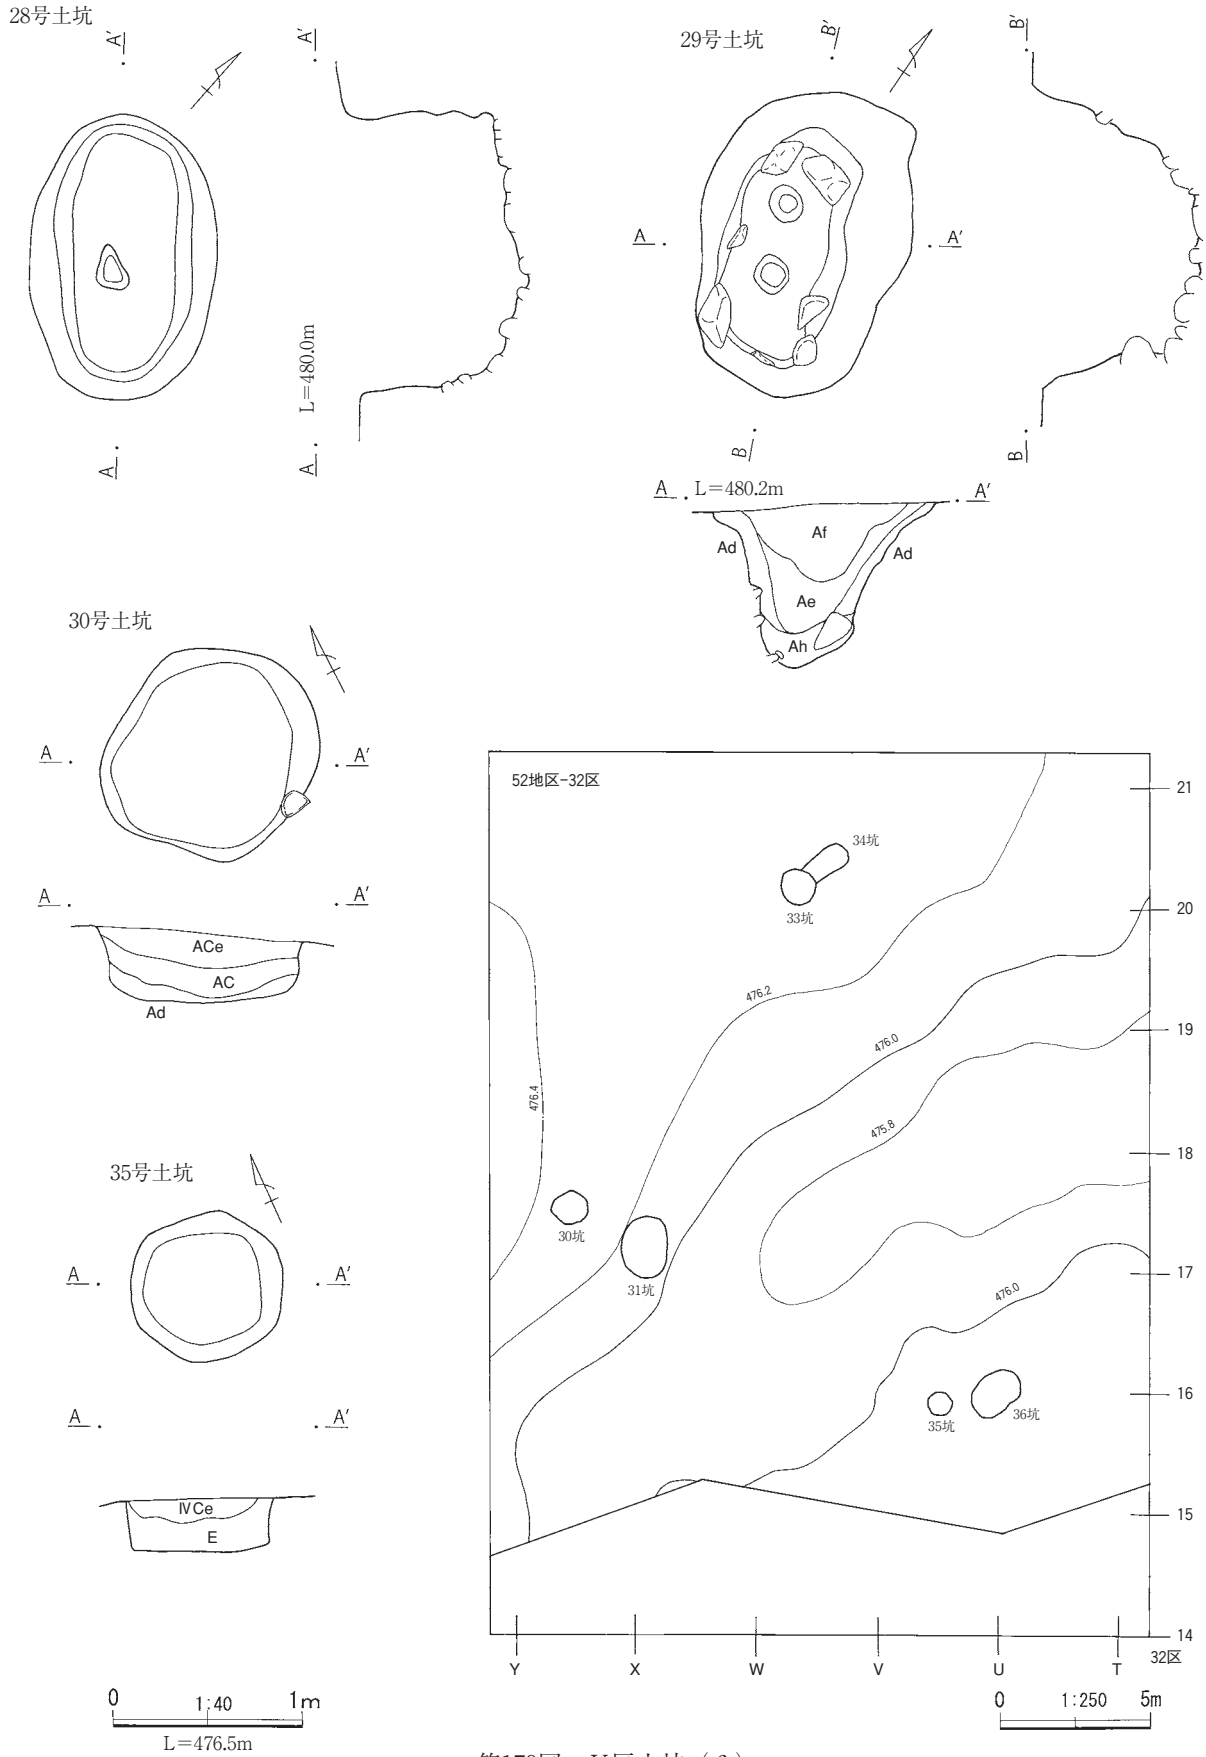 28号土坑
A′
A′
L=480.0m
A
A
29号土坑
B′
B′
A
A′
B
B
A
L=480.2m
A′
Ad
Af
Ad
Ae
Ah
30号土坑
A
A′
A
A′
ACe
AC
Ad
35号土坑
A
A′
A
A′
ⅣCe
E
0
1:40
1m
L=476.5m
52地区-32区
34坑
33坑
476.2
476.0
476.4
475.8
30坑
31坑
476.0
35坑
36坑
21
20
19
18
17
16
15
14
32区
Y
X
W
V
U
T
0
1:250
5m